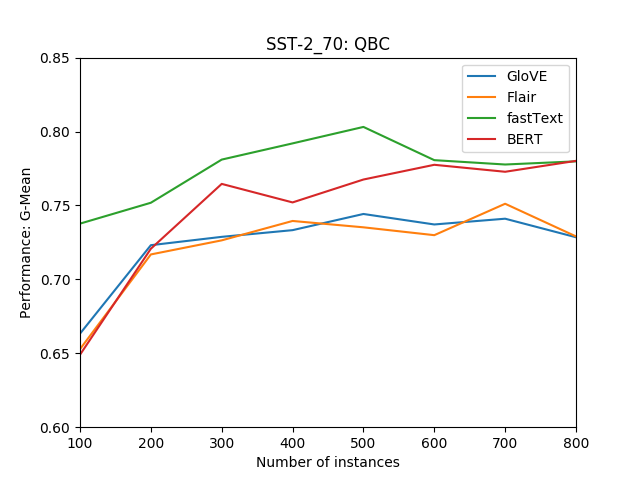 SST-2_70: QBC
0.85
0.80
0.75
0.70
0.65
0.60
Performance: G-Mean
GloVE
Flair
fastText
BERT
100 200 300 400 500 600 700 800
Number of instances